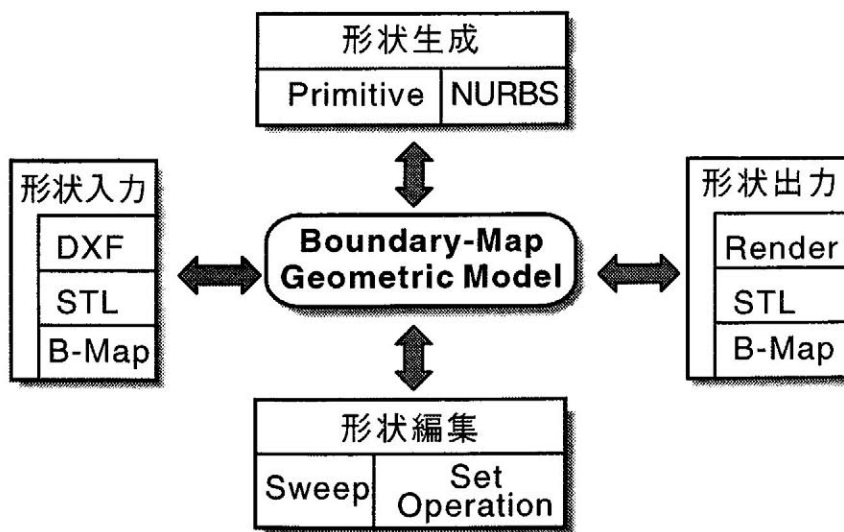 形状生成
Primitive NURBS
形状入力
DXF
STL
B-Map
Boundary-Map
Geometric Model
形状出力
Render
STL
B-Map
形状編集
Sweep
Set
Operation